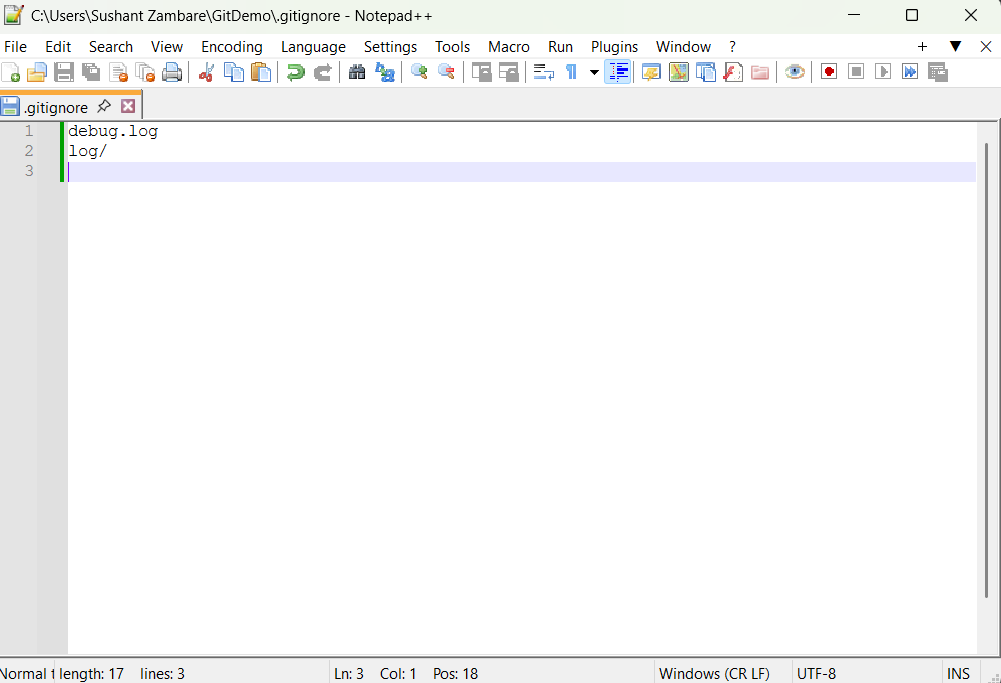 C:\Users\Sushant Zambare\GitDemo\.gitignore - Notepad++
File Edit Search View Encoding Language Settings Tools Macro Run Plugins Window ?
.gitignore
1 debug.log
2 log/
3
Normal t length: 17 lines: 3 Ln: 3 Col: 1 Pos: 18 Windows (CR LF) UTF-8 INS